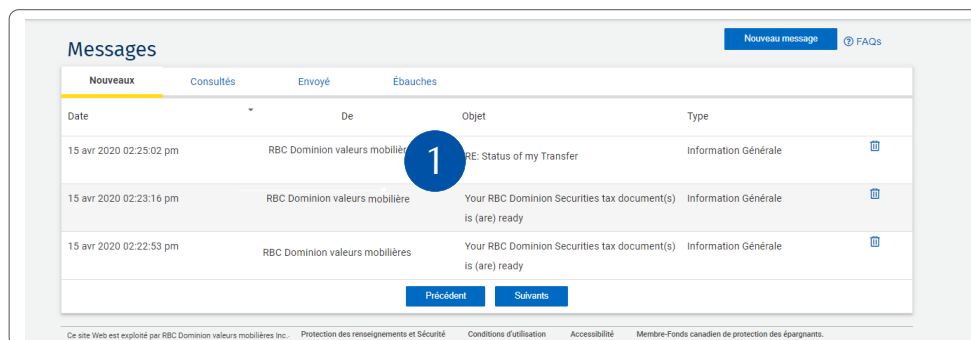 Messages
Nouveau message
FAQs
Nouveaux Consultés Envoyé Ébauches
Date De Objet Type
15 avr 2020 02:25:02 pm RBC Dominion valeurs 1 RE: Status of my Transfer Information Générale
15 avr 2020 02:23:16 pm RBC Dominion valeurs mobilière Your RBC Dominion Securities tax document(s) Information Générale
is (are) ready
15 avr 2020 02:22:53 pm RBC Dominion valeurs mobilières Your RBC Dominion Securities tax document(s) Information Générale
is (are) ready
Précédent Suivants
Ce site Web est exploité par RBC Dominion valeurs mobilières Inc.- Protection des renseignements et Sécurité Conditions d'utilisation Accessibilité Membre-Fonds canadien de protection des épargnants.